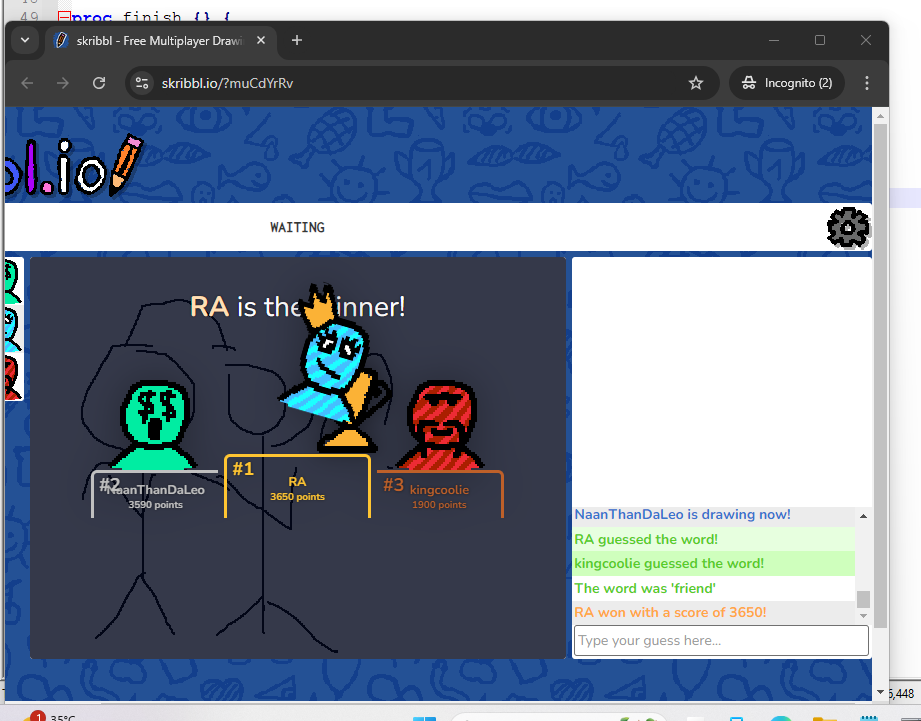 49
proc finish {} {
skribbl - Free Multiplayer Drawi
skribbl.io/?muCdYrRv
Incognito (2)
bl.io
WAITING
RA is the winner!
#1
RA
3650 points
#2
NaanThanDaLeo
3590 points
#3
kingcoolie
1900 points
NaanThanDaLeo is drawing now!
RA guessed the word!
kingcoolie guessed the word!
The word was 'friend'
RA won with a score of 3650!
Type your guess here...
6,448
1
35°C